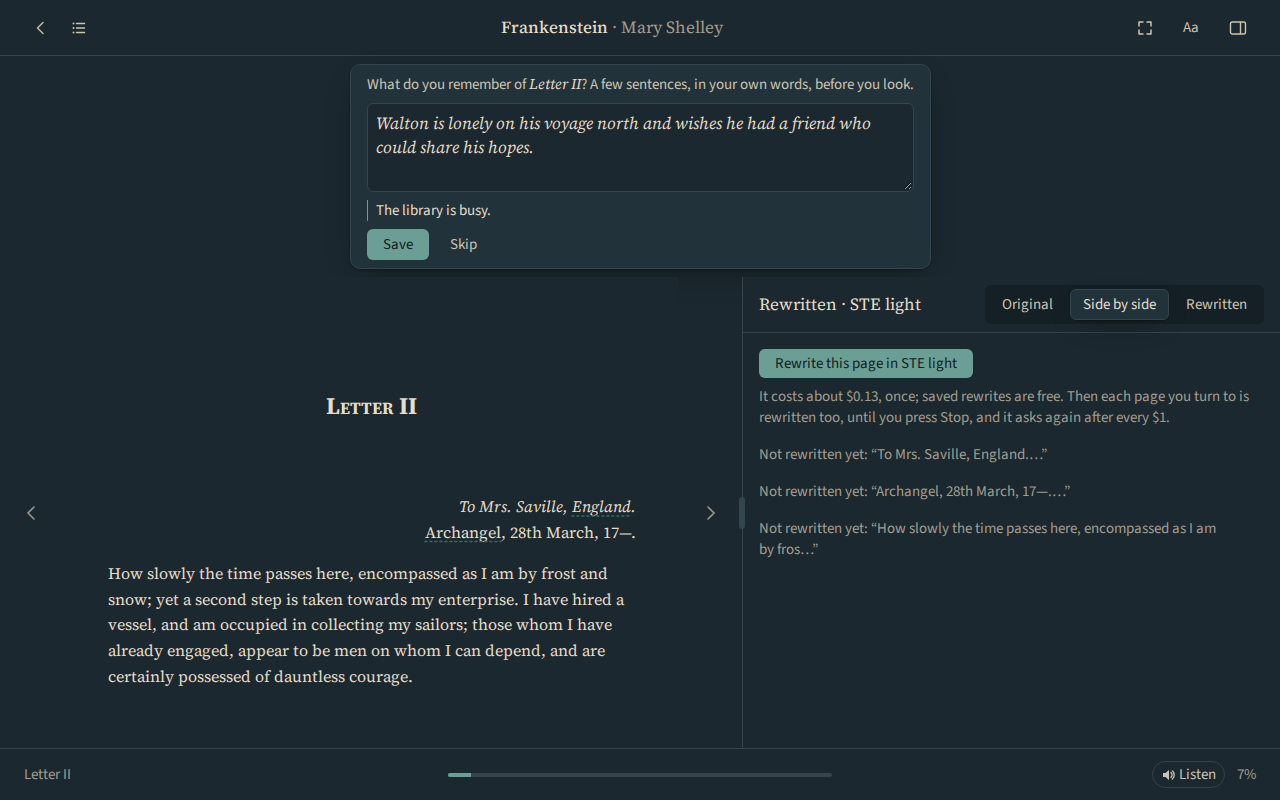 Frankenstein · Mary Shelley
Aa
What do you remember of Letter II? A few sentences, in your own words, before you look.
Walton is lonely on his voyage north and wishes he had a friend who
could share his hopes.
The library is busy.
Save Skip
Rewritten · STE light
Original Side by side Rewritten
Rewrite this page in STE light
It costs about $0.13, once; saved rewrites are free. Then each page you turn to is
rewritten too, until you press Stop, and it asks again after every $1.
Not rewritten yet: “To Mrs. Saville, England.…”
Not rewritten yet: “Archangel, 28th March, 17—.…”
Not rewritten yet: “How slowly the time passes here, encompassed as I am
by fros…”
Letter II
To Mrs. Saville, England.
Archangel, 28th March, 17—.
How slowly the time passes here, encompassed as I am by frost and
snow; yet a second step is taken towards my enterprise. I have hired a
vessel, and am occupied in collecting my sailors; those whom I have
already engaged, appear to be men on whom I can depend, and are
certainly possessed of dauntless courage.
Letter II
Listen 7%